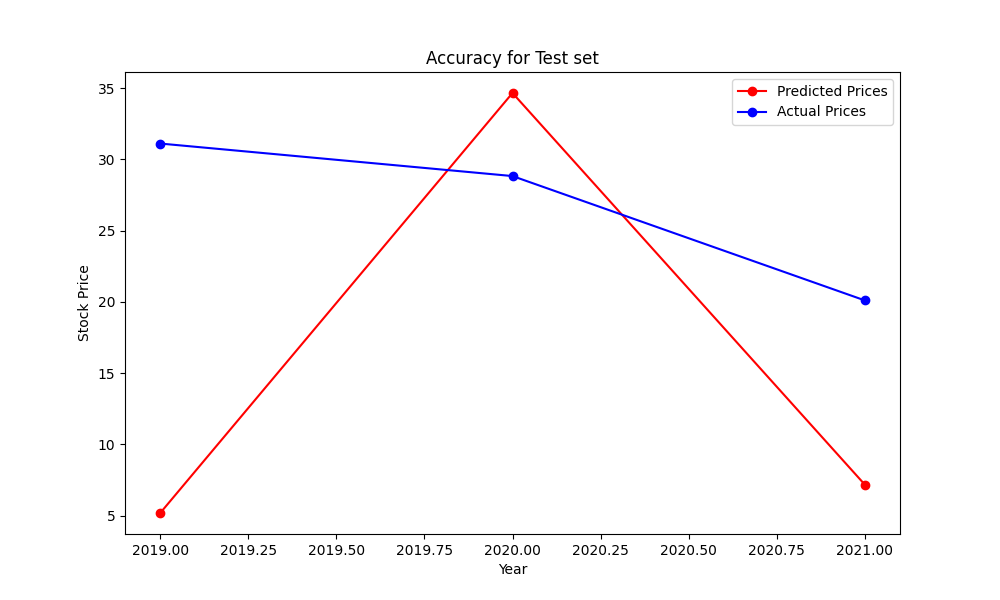 Accuracy for Test set
Predicted Prices
Actual Prices
35
30
25
20
15
10
5
Stock Price
2019.00 2019.25 2019.50 2019.75 2020.00 2020.25 2020.50 2020.75 2021.00
Year